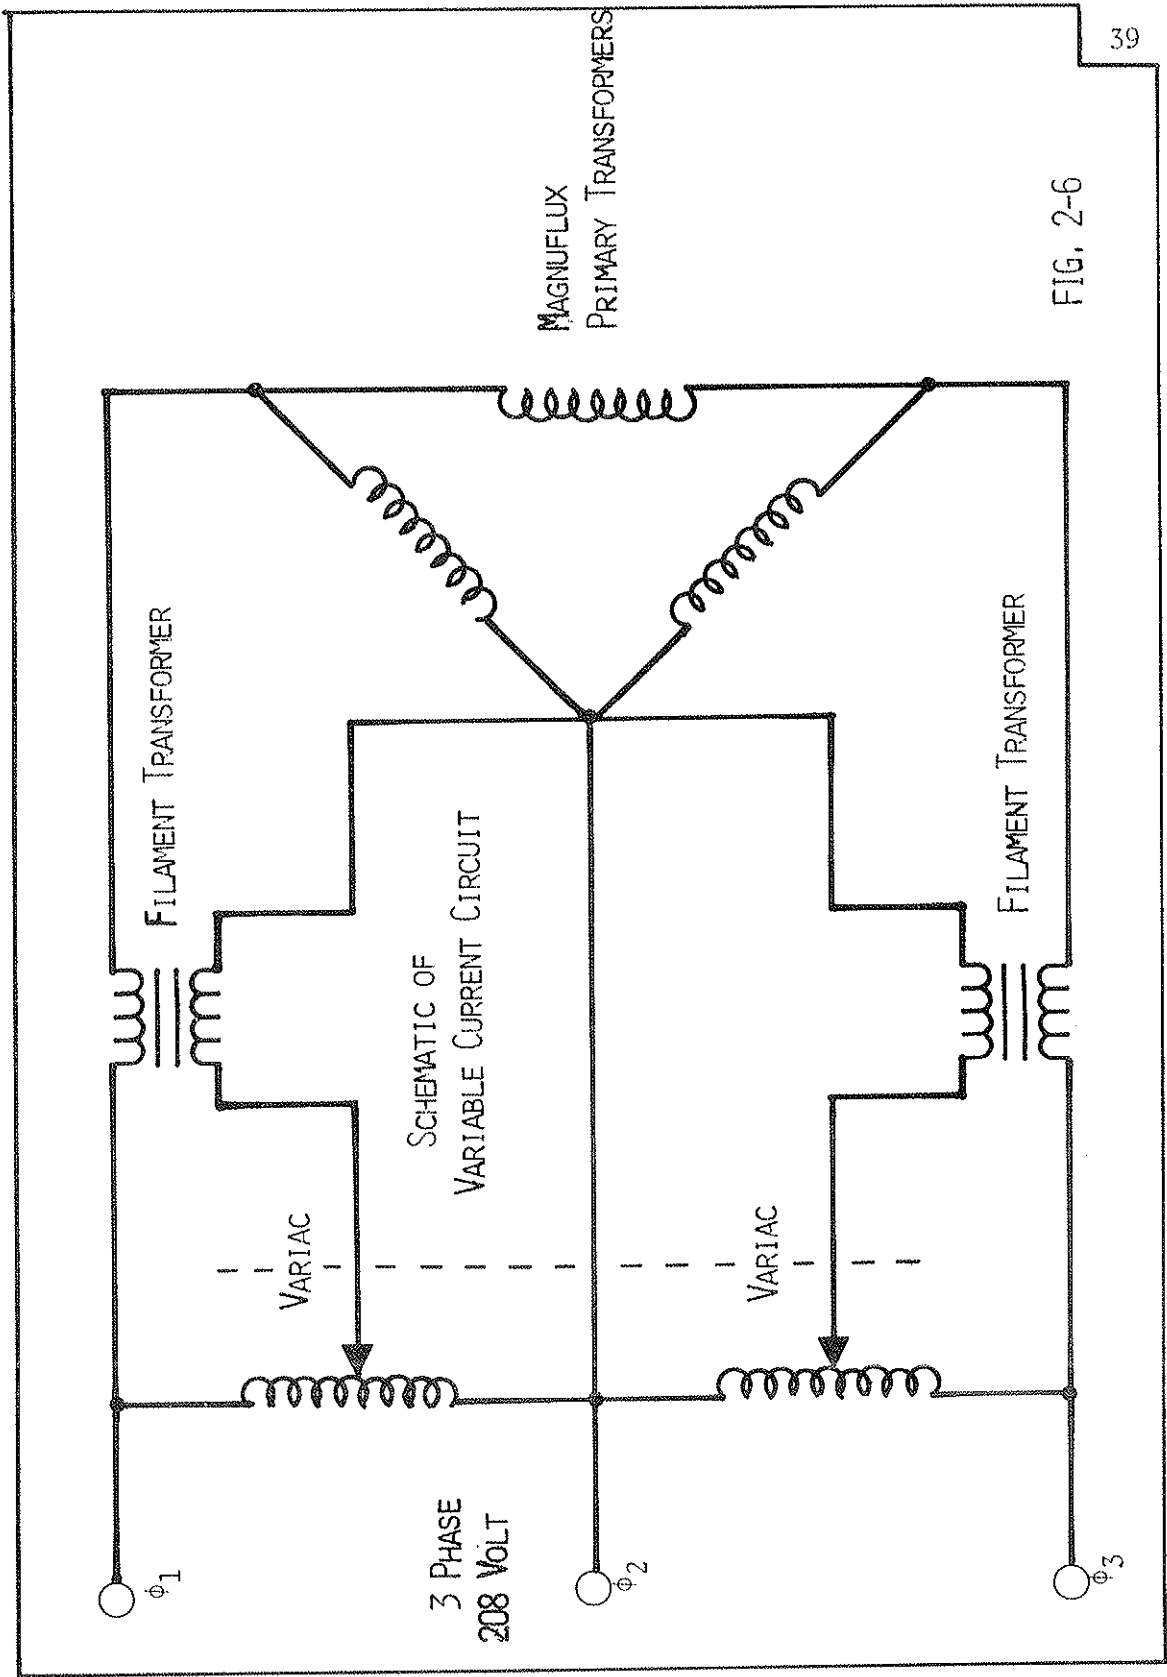 39
FILAMENT TRANSFORMER
MAGNUFLUX
PRIMARY TRANSFORMERS
SCHEMATIC OF
VARIABLE CURRENT CIRCUIT
VARIAC
VARIAC
FILAMENT TRANSFORMER
3 PHASE
208 VOLT
ϕ1
ϕ2
ϕ3
FIG. 2-6